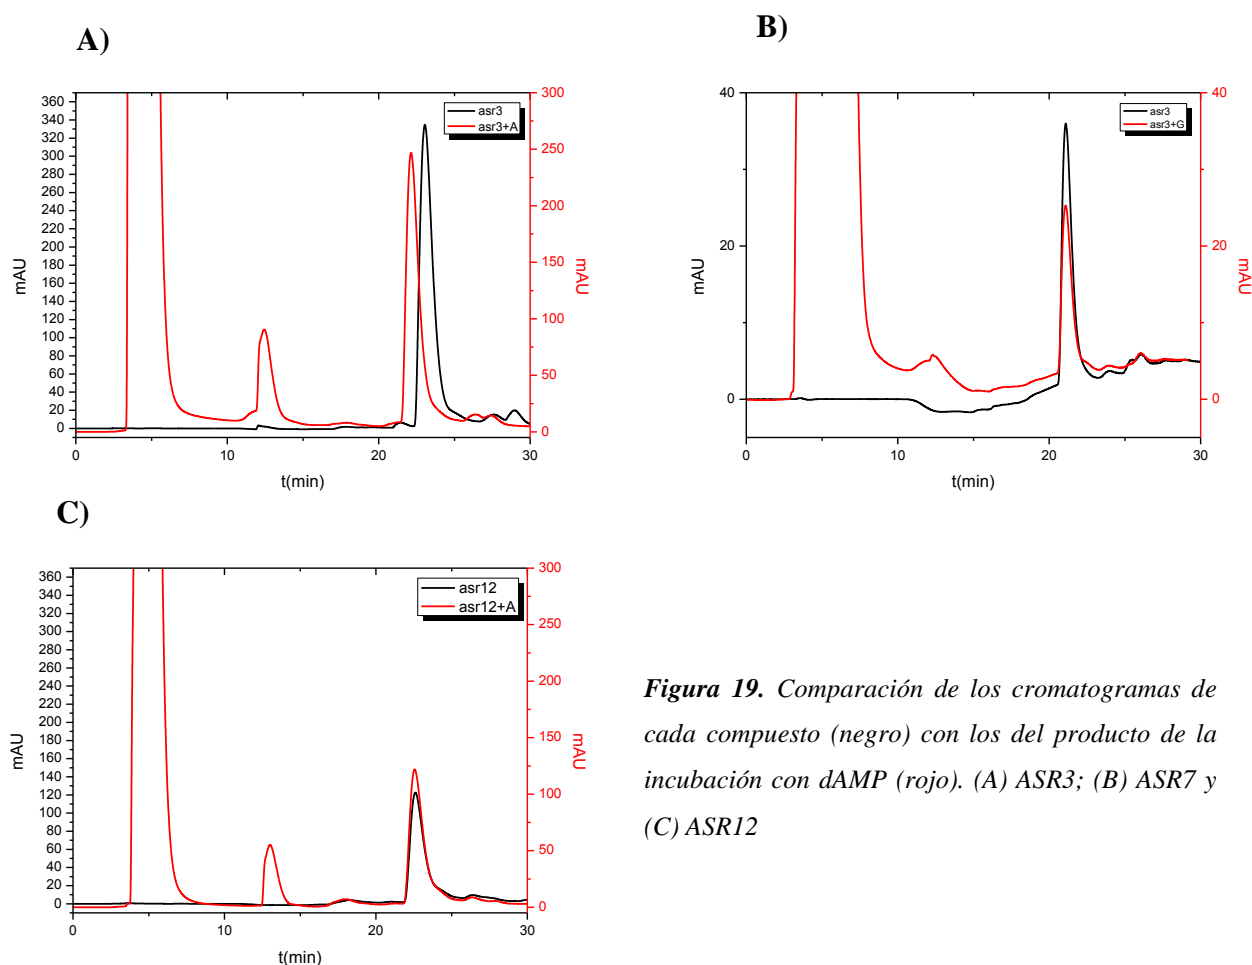 A)
B)
360
340
320
300
280
260
240
220
200
180
160
140
120
100
80
60
40
20
0
mAU
asr3
asr3+A
300
250
200
150
100
50
0
mAU
0 10 20 30
t(min)
40
20
0
mAU
asr3
asr3+G
40
20
0
mAU
0 10 20 30
t(min)
C)
360
340
320
300
280
260
240
220
200
180
160
140
120
100
80
60
40
20
0
mAU
asr12
asr12+A
300
250
200
150
100
50
0
mAU
0 10 20 30
t(min)
Figura 19. Comparación de los cromatogramas de
cada compuesto (negro) con los del producto de la
incubación con dAMP (rojo). (A) ASR3; (B) ASR7 y
(C) ASR12